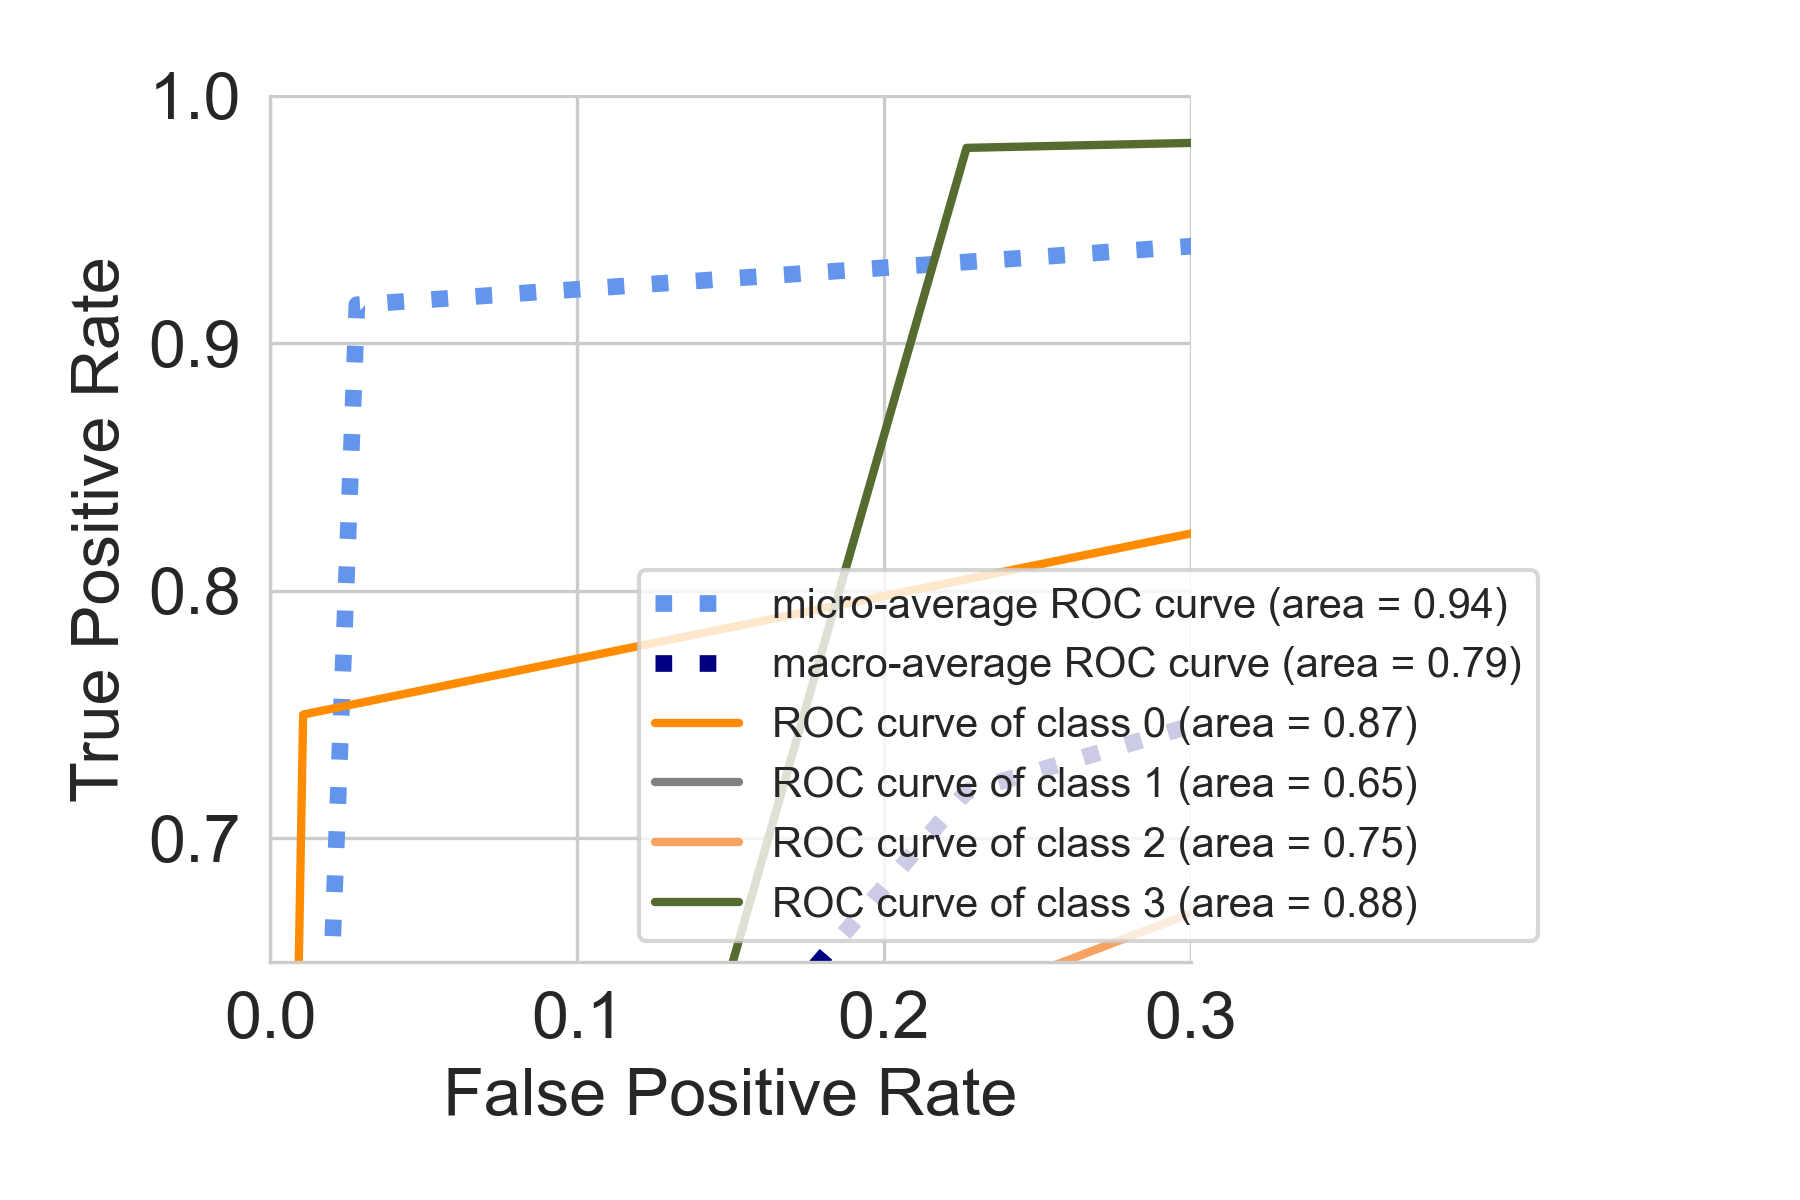 1.0
0.9
0.8
0.7
True Positive Rate
micro-average ROC curve (area = 0.94)
macro-average ROC curve (area = 0.79)
ROC curve of class 0 (area = 0.87)
ROC curve of class 1 (area = 0.65)
ROC curve of class 2 (area = 0.75)
ROC curve of class 3 (area = 0.88)
0.0 0.1 0.2 0.3
False Positive Rate